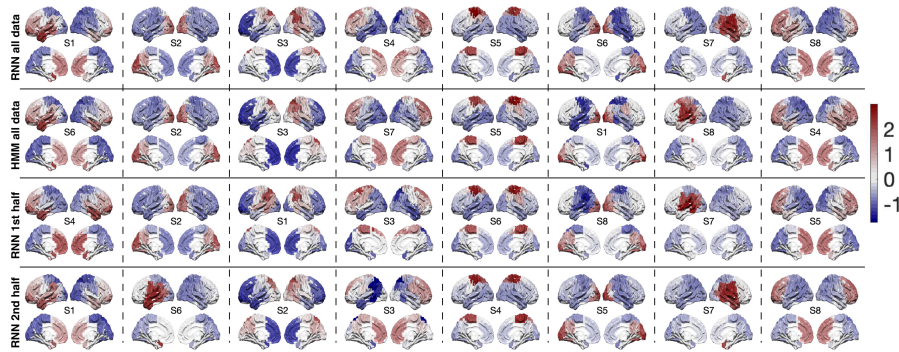 RNN all data
S1 S2 S3 S4 S5 S6 S7 S8
HMM all data
S6 S2 S3 S7 S5 S1 S8 S4
RNN 1st half
S4 S2 S1 S3 S6 S8 S7 S5
RNN 2nd half
S1 S6 S2 S3 S4 S5 S7 S8
2
1
0
-1